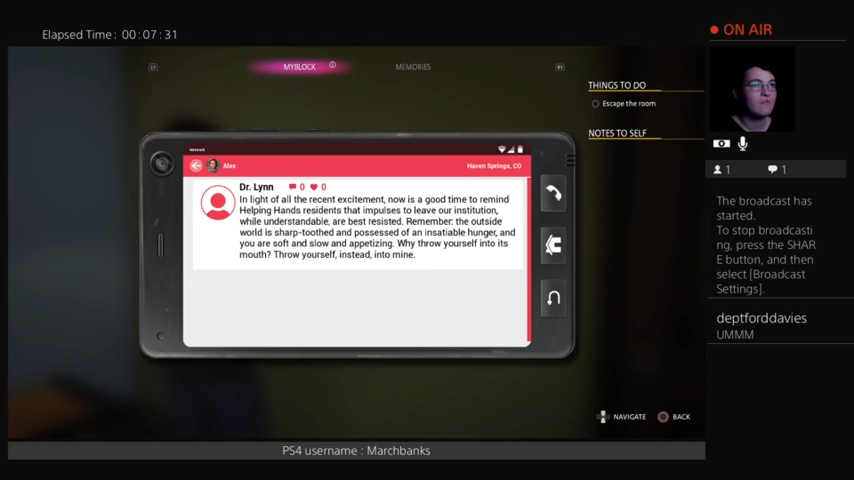 Elapsed Time : 00:07:31
ON AIR
L1
MYBLOCK
MEMORIES
R1
THINGS TO DO
Escape the room
NOTES TO SELF
Alex
Haven Springs, CO
Dr. Lynn 0 0
In light of all the recent excitement, now is a good time to remind
Helping Hands residents that impulses to leave our institution,
while understandable, are best resisted. Remember: the outside
world is sharp-toothed and possessed of an insatiable hunger, and
you are soft and slow and appetizing. Why throw yourself into its
mouth? Throw yourself, instead, into mine.
1 1
The broadcast has
started.
To stop broadcasti
ng, press the SHAR
E button, and then
select [Broadcast
Settings].
deptforddavies
UMMM
NAVIGATE
BACK
PS4 username : Marchbanks